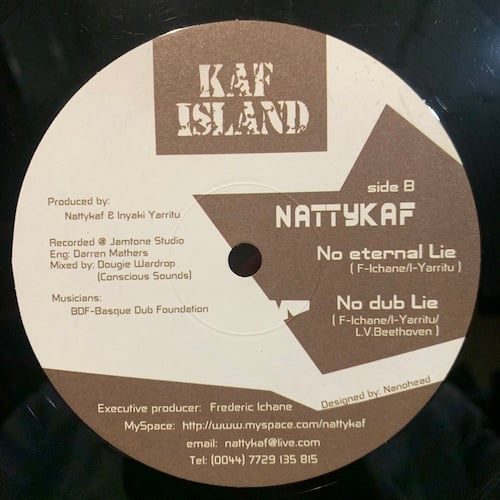 KAF
ISLAND
side B
NATTYKAF
No eternal Lie
( F-Ichane/I-Yarritu )
No dub Lie
( F-Ichane/I-Yarritu/
L.V.Beethoven )
Produced by:
Nattykaf & Inyaki Yarritu
Recorded @ Jamtone Studio
Eng: Darren Mathers
Mixed by: Dougie Wardrop
(Conscious Sounds)
Musicians:
BDF-Basque Dub Foundation
Designed by: Nanohead
Executive producer: Frederic Ichane
MySpace: http://www.myspace.com/nattykaf
email: nattykaf@live.com
Tel: (0044) 7729 135 815